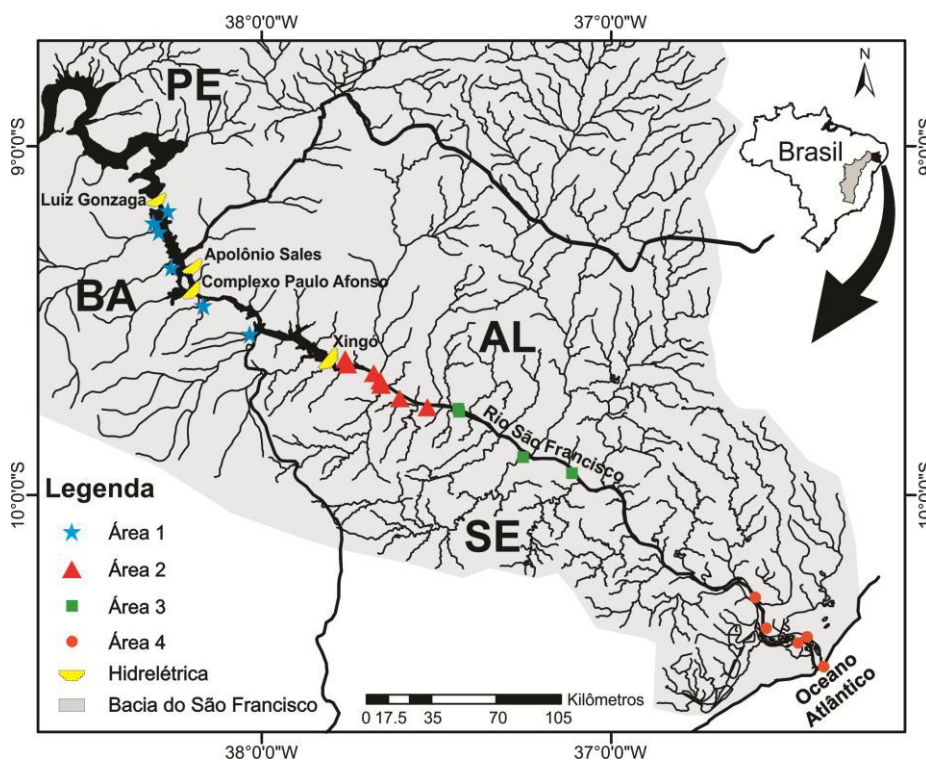 38°0'0"W
37°0'0"W
PE
N
9°0'0"S
9°0'0"S
Brasil
Luiz Gonzaga
Apolônio Sales
Complexo Paulo Afonso
BA
Xingó
AL
Rio São Francisco
Legenda
10°0'0"S
10°0'0"S
SE
Área 1
Área 2
Área 3
Área 4
Hidrelétrica
Bacia do São Francisco
Kilômetros
0 17.5 35 70 105
Oceano
Atlântico
38°0'0"W
37°0'0"W